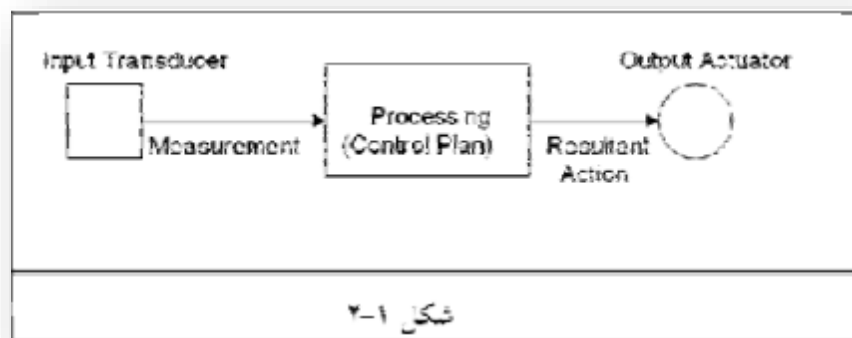 Input Transducer
Output Actuator
Processing
(Control Plan)
Measurement
Resultant
Action
شکل ۱-۲